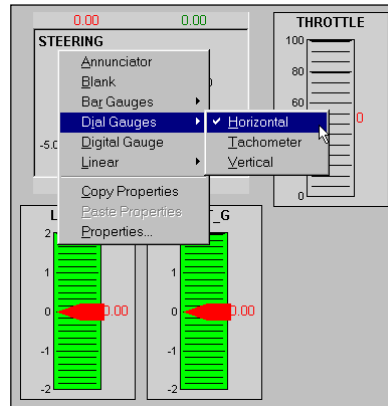 0.00 0.00
STEERING
THROTTLE
100
80
60
0
0
-5.0
0
Annunciator
Blank
Bar Gauges
Dial Gauges
Digital Gauge
Linear
Copy Properties
Paste Properties
Properties...
Horizontal
Tachometer
Vertical
L
T_G
2
1
0 0.00
-1
-2
1
0 0.00
-1
-2